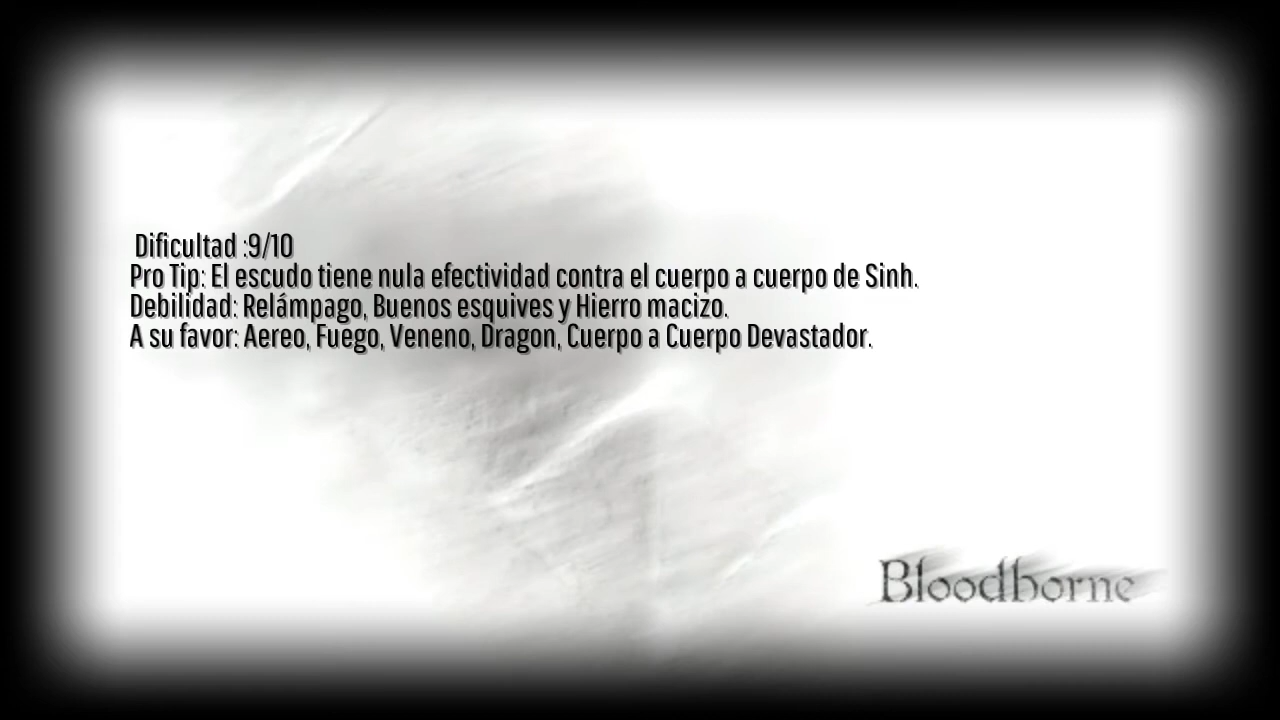 Dificultad :9/10
Pro Tip: El escudo tiene nula efectividad contra el cuerpo a cuerpo de Sinh.
Debilidad: Relámpago, Buenos esquives y Hierro macizo.
A su favor: Aereo, Fuego, Veneno, Dragon, Cuerpo a Cuerpo Devastador.
Bloodborne